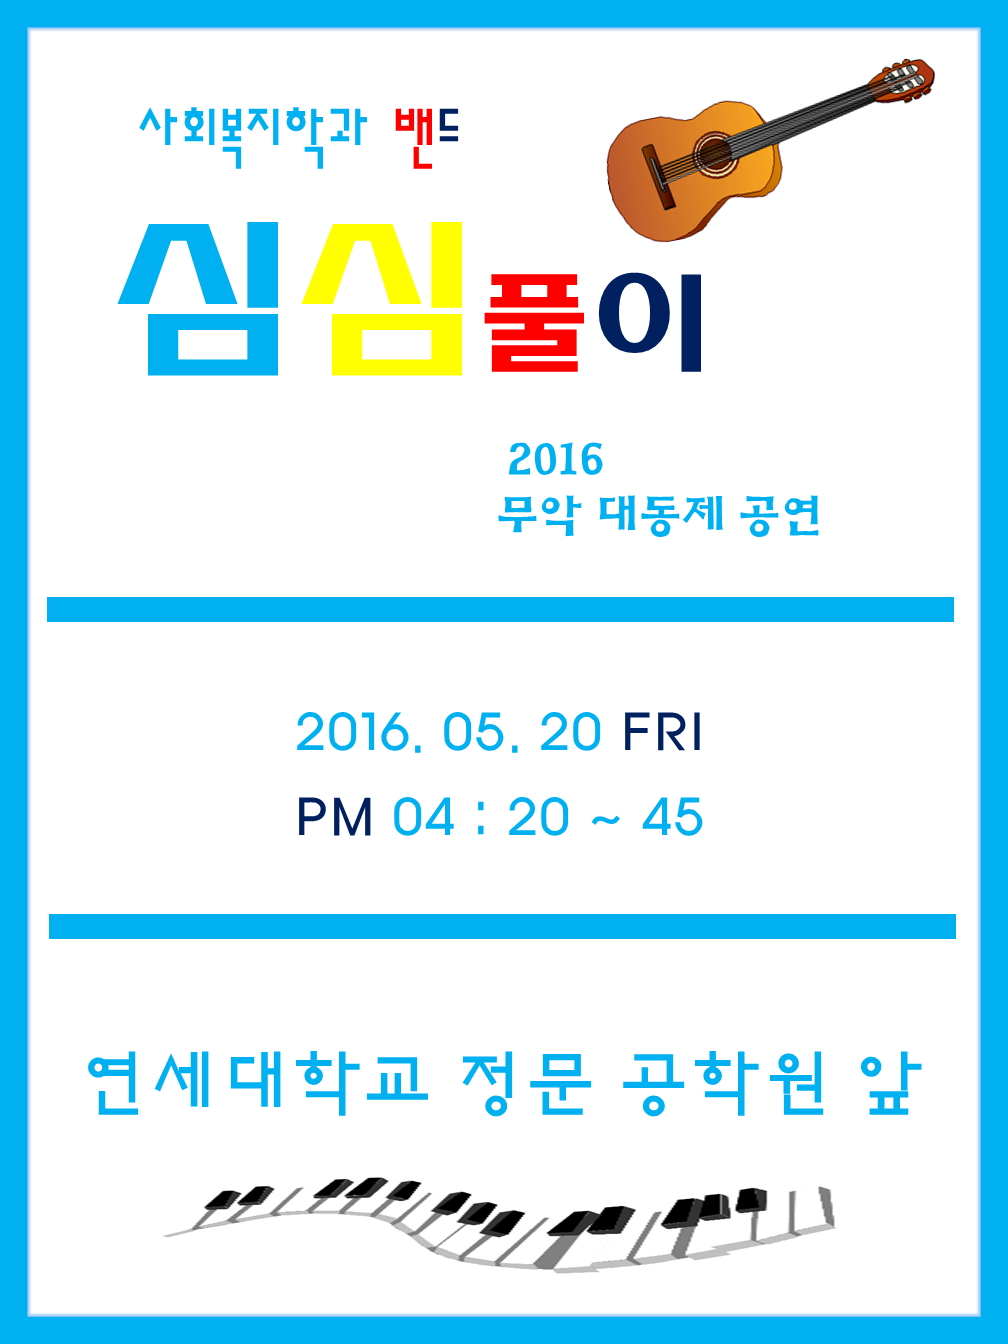 사회복지학과 밴드
심심풀이
2016
무악 대동제 공연
2016. 05. 20 FRI
PM 04 : 20 ~ 45
연세대학교 정문 공학원 앞